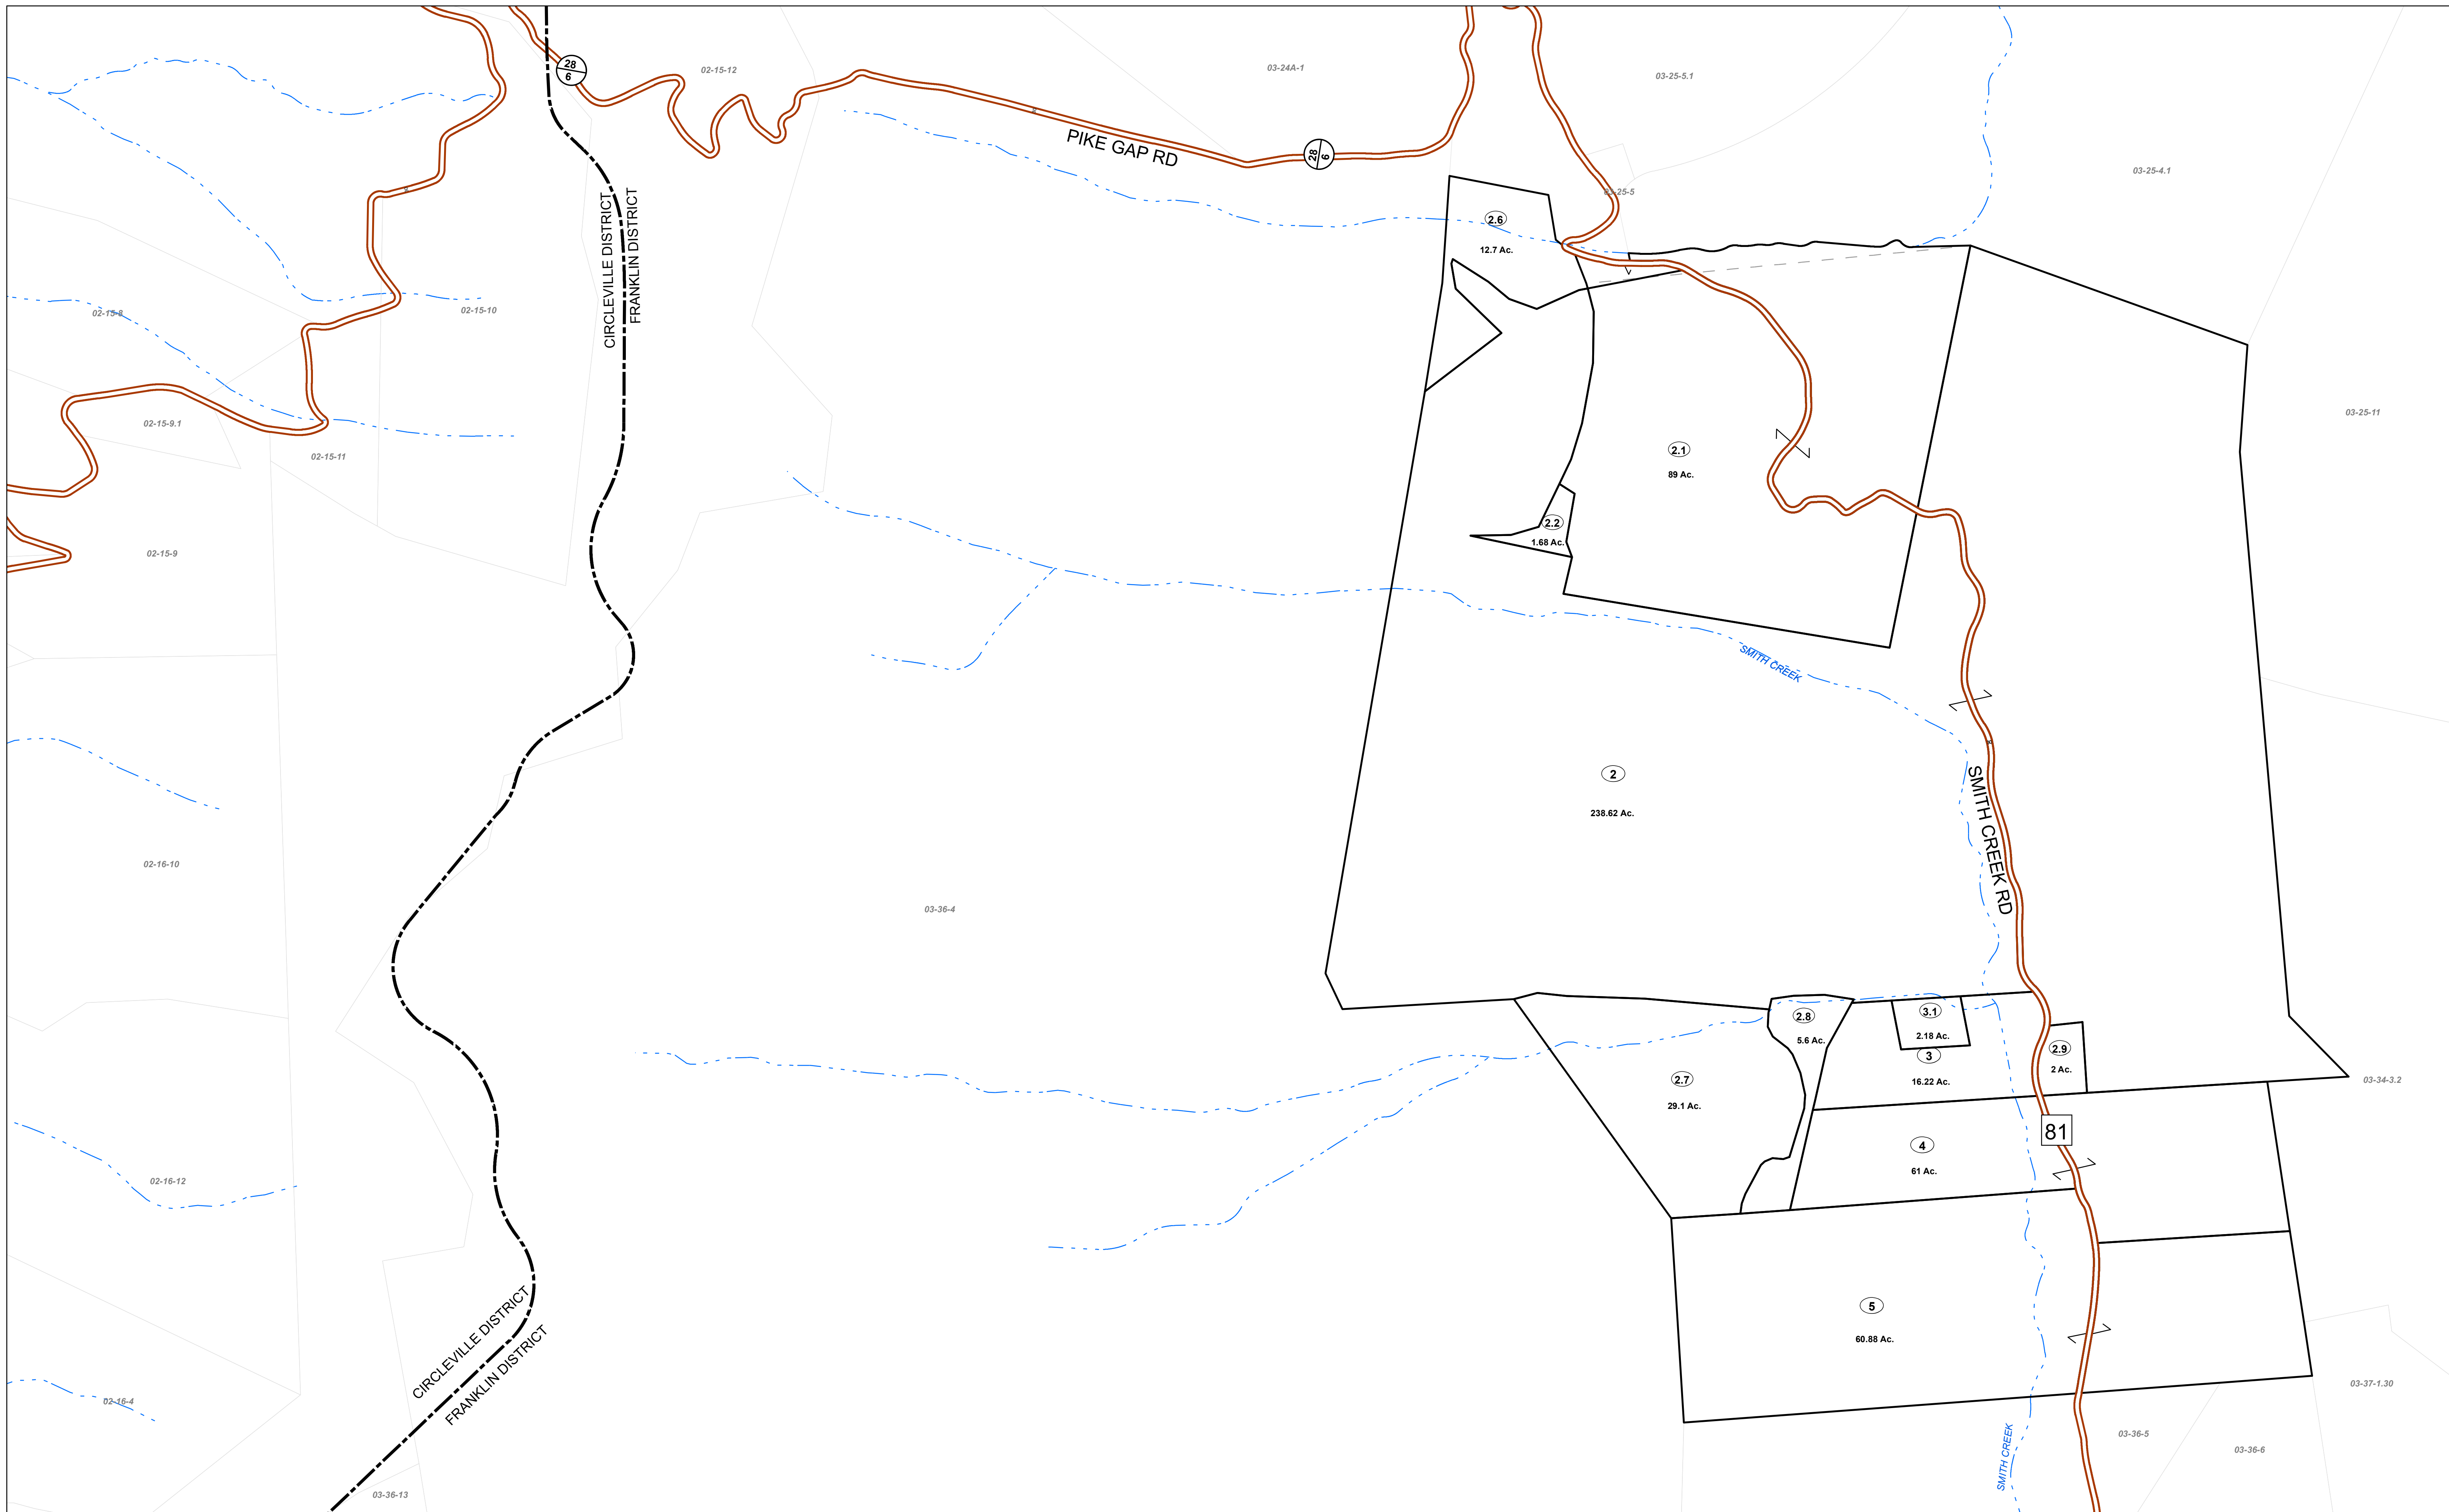 28
6
02-15-12
03-24A-1
03-25-5.1
PIKE GAP RD
28
6
03-25-4.1
03-25-5
CIRCLEVILLE DISTRICT
FRANKLIN DISTRICT
2.6
12.7 Ac.
02-15-8
02-15-10
02-15-9.1
02-15-11
03-25-11
2.1
89 Ac.
2.2
1.68 Ac.
02-15-9
SMITH CREEK
2
238.62 Ac.
SMITH CREEK RD
02-16-10
03-36-4
2.8
5.6 Ac.
3.1
2.18 Ac.
3
16.22 Ac.
2.9
2 Ac.
2.7
29.1 Ac.
03-34-3.2
81
4
61 Ac.
02-16-12
5
60.88 Ac.
CIRCLEVILLE DISTRICT
FRANKLIN DISTRICT
02-16-4
03-37-1.30
03-36-5
03-36-6
SMITH CREEK
03-36-13